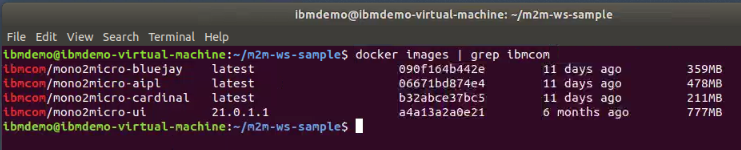 ibmdemo@ibmdemo-virtual-machine: ~/m2m-ws-sample
File Edit View Search Terminal Help
ibmdemo@ibmdemo-virtual-machine:~/m2m-ws-sample$ docker images | grep ibmcom
ibmcom/mono2micro-bluejay latest 090f164b442e 11 days ago 359MB
ibmcom/mono2micro-aipl latest 06671bd874e4 11 days ago 478MB
ibmcom/mono2micro-cardinal latest b32abce37bc5 11 days ago 211MB
ibmcom/mono2micro-ui 21.0.1.1 a4a13a2a0e21 6 months ago 777MB
ibmdemo@ibmdemo-virtual-machine:~/m2m-ws-sample$